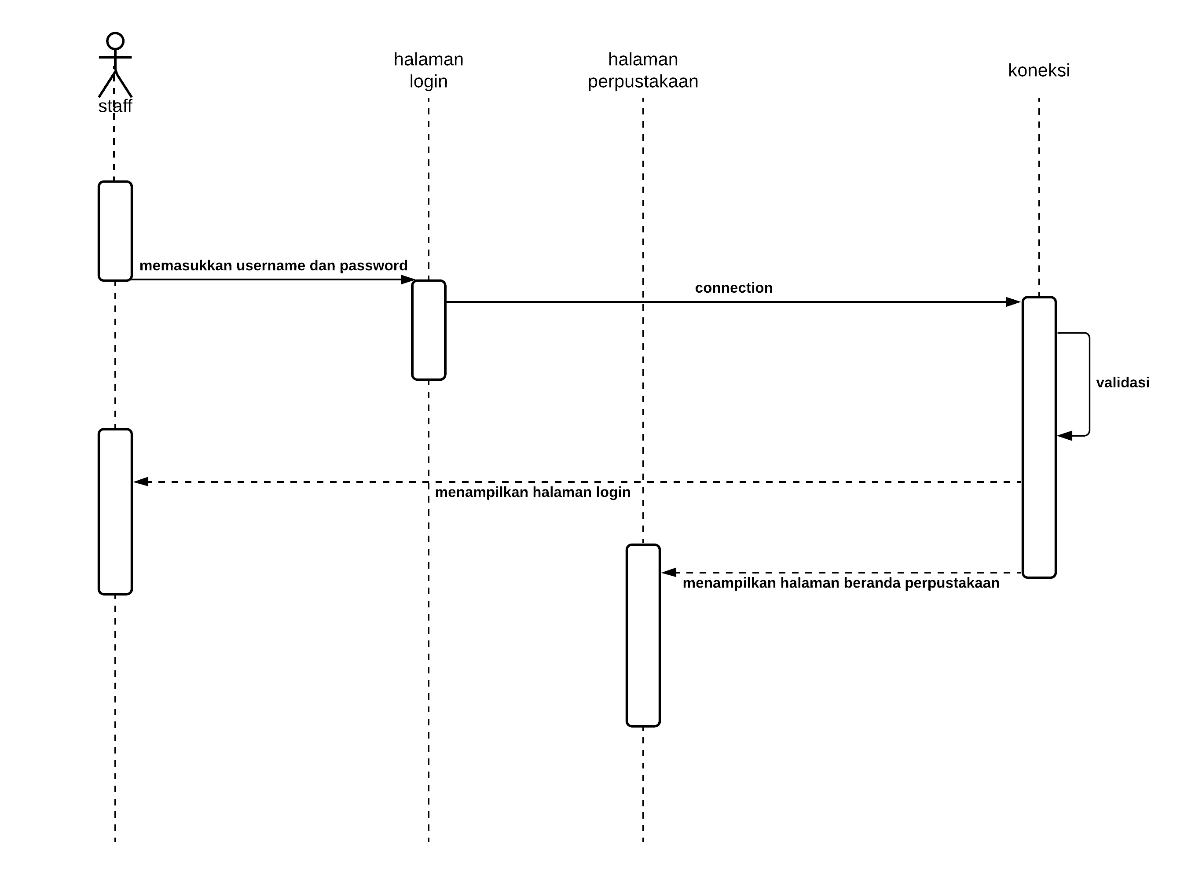 staff
halaman
login
halaman
perpustakaan
koneksi
memasukkan username dan password
connection
validasi
menampilkan halaman login
menampilkan halaman beranda perpustakaan